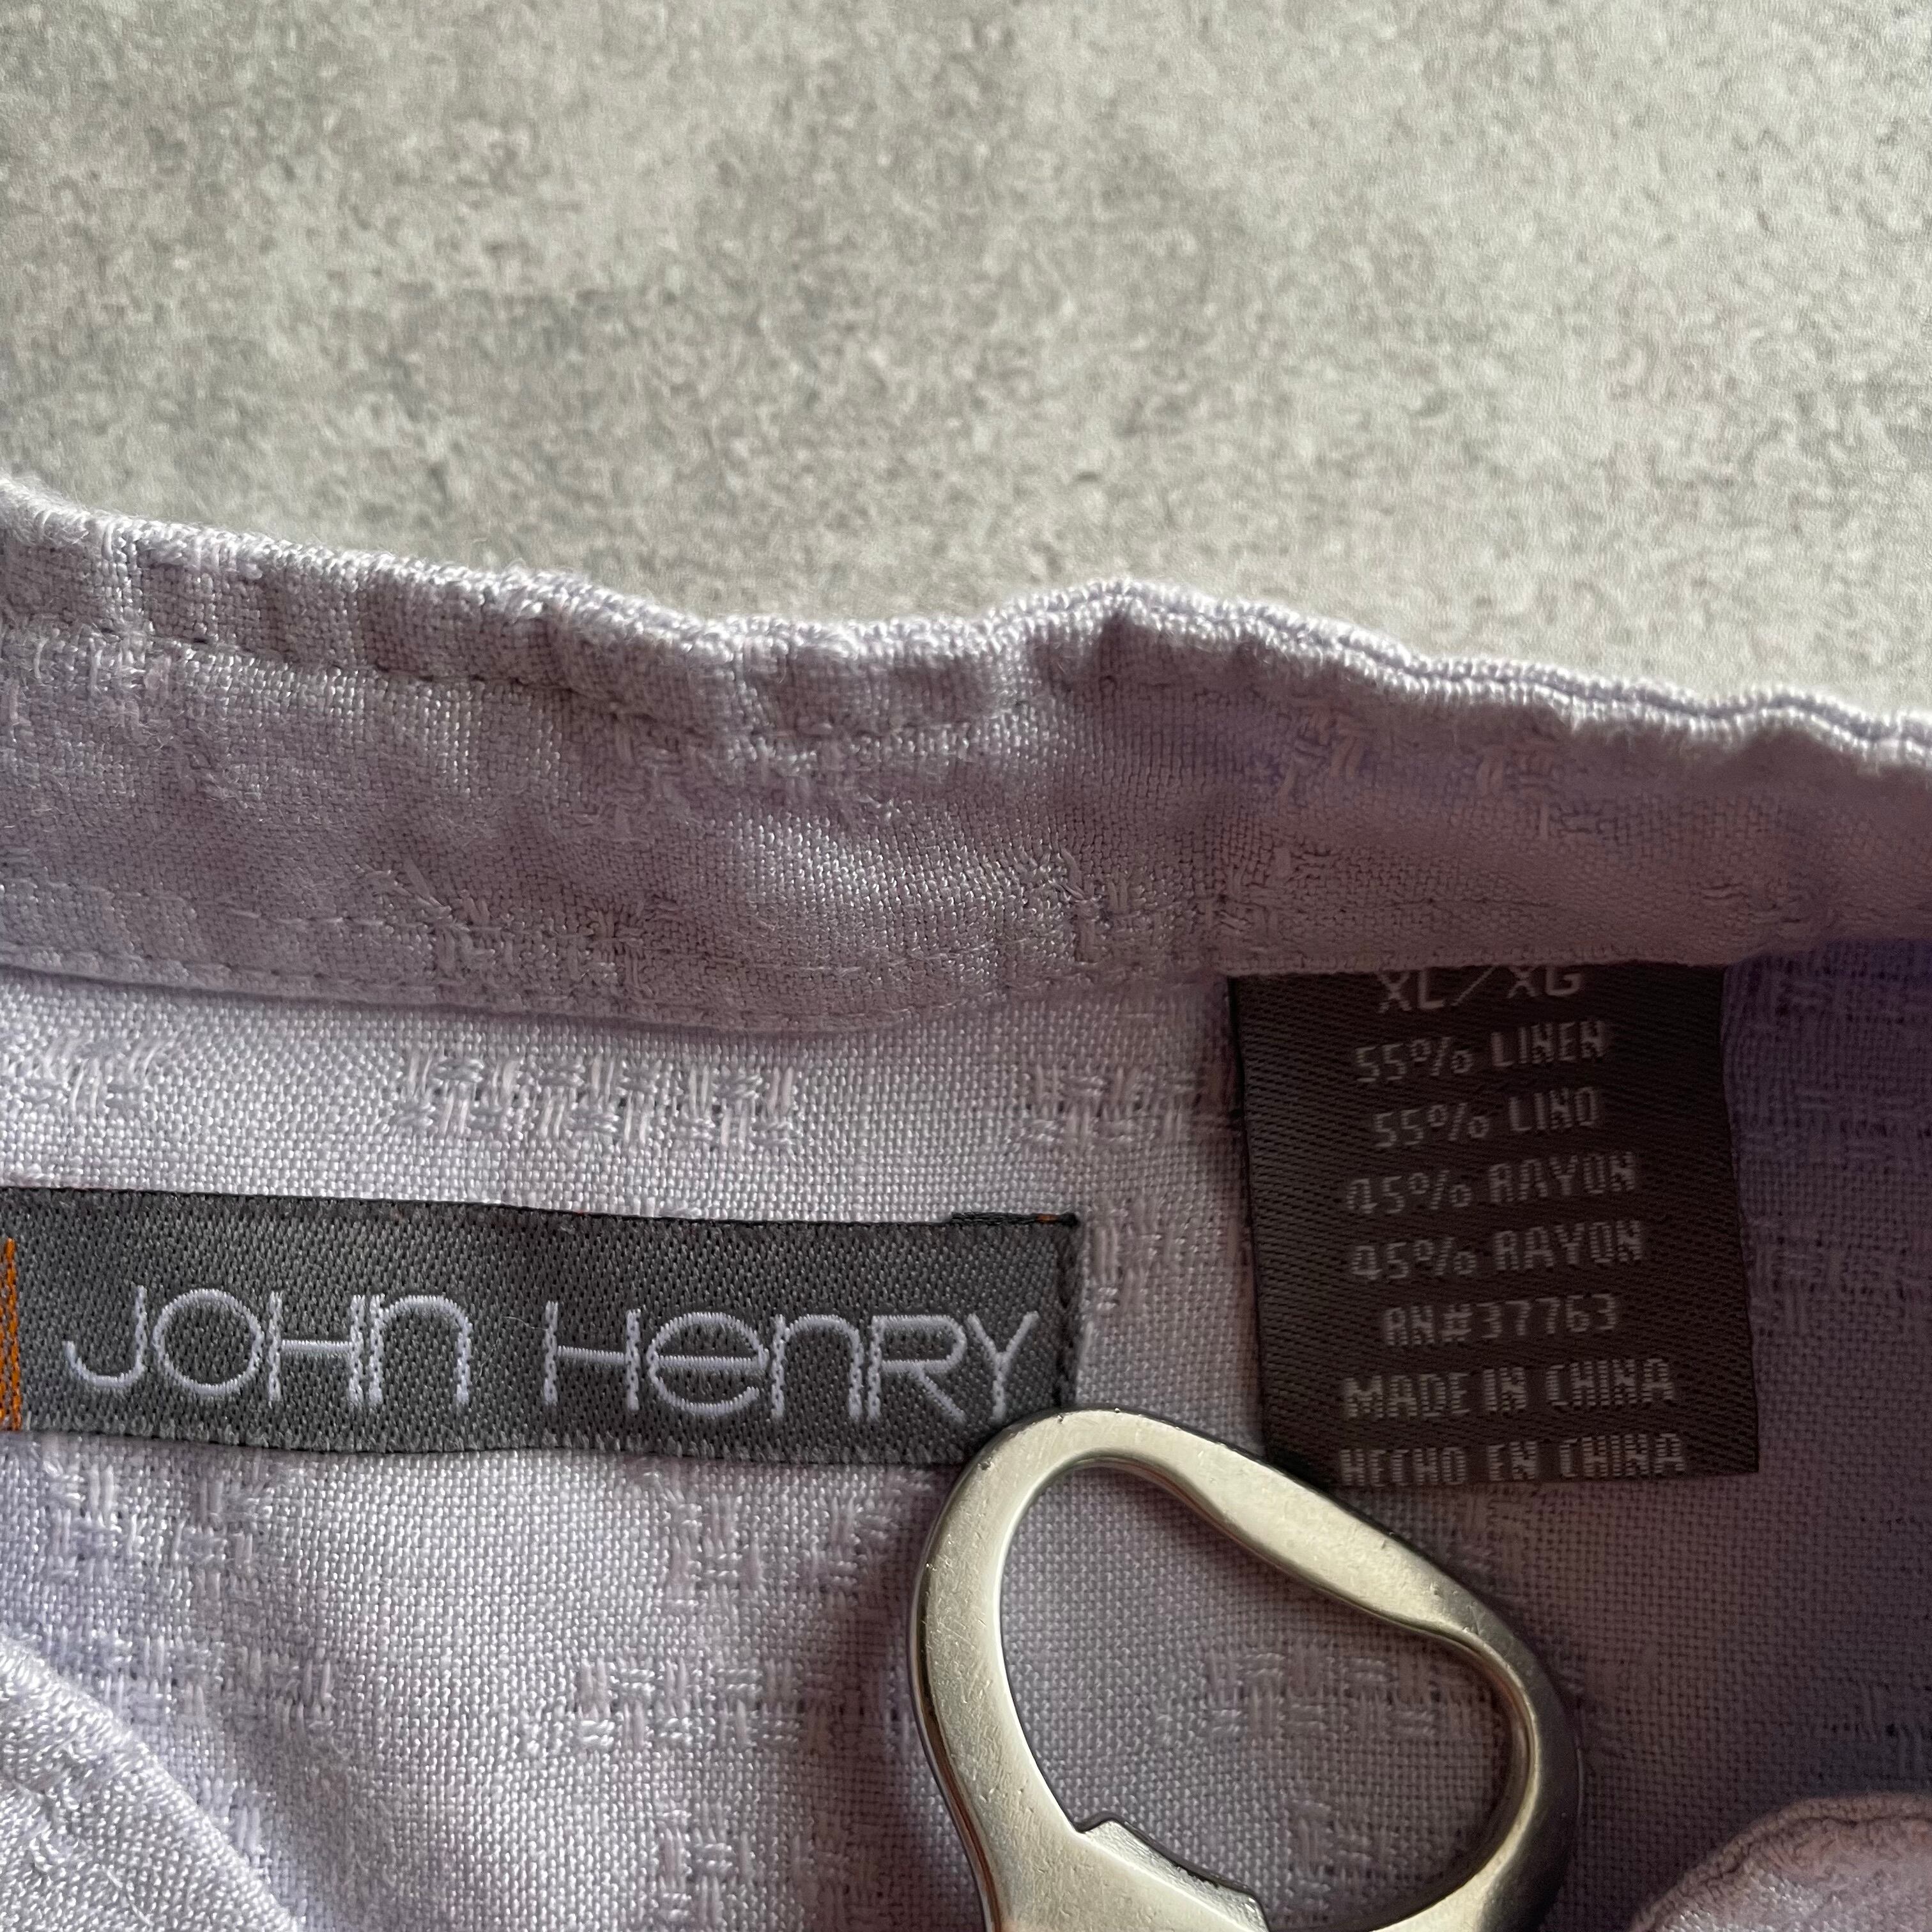 JOHN HENRY
XL/XG
55% LINEN
55% LINO
45% RAYON
45% RAYON
RN#37763
MADE IN CHINA
HECHO EN CHINA